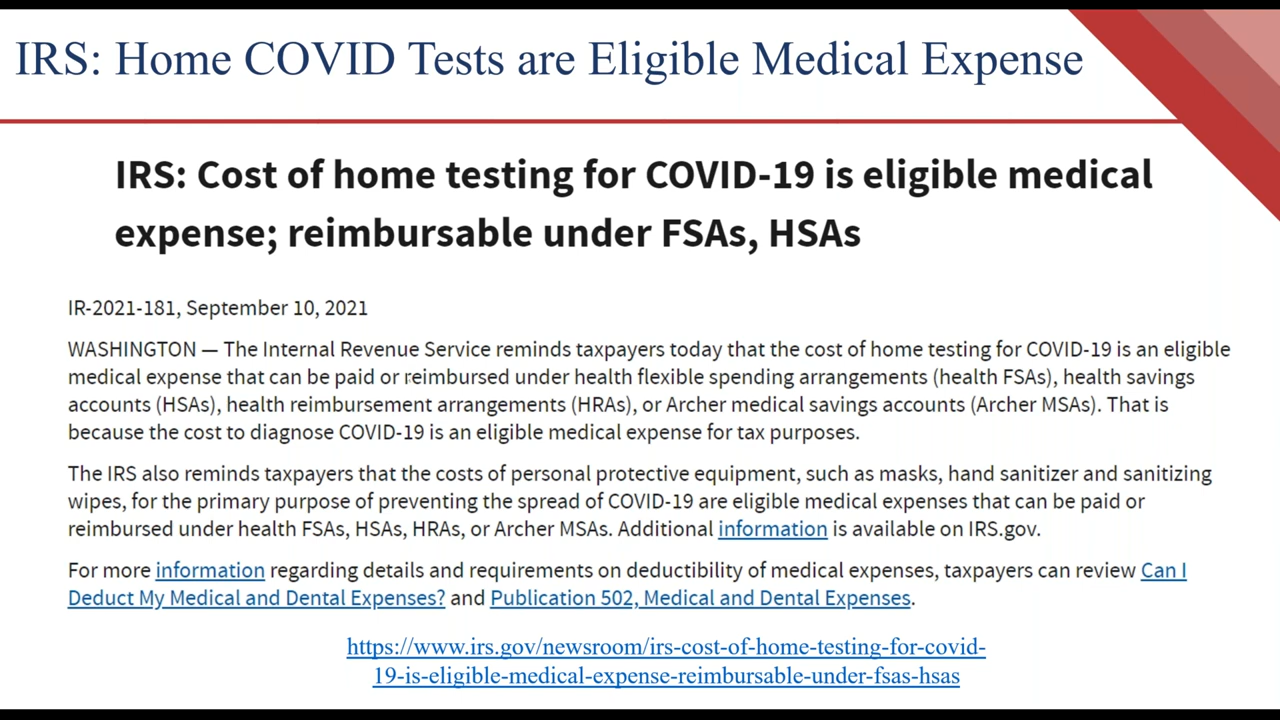 IRS: Home COVID Tests are Eligible Medical Expense
IRS: Cost of home testing for COVID-19 is eligible medical
expense; reimbursable under FSAs, HSAs
IR-2021-181, September 10, 2021
WASHINGTON — The Internal Revenue Service reminds taxpayers today that the cost of home testing for COVID-19 is an eligible
medical expense that can be paid or reimbursed under health flexible spending arrangements (health FSAs), health savings
accounts (HSAs), health reimbursement arrangements (HRAs), or Archer medical savings accounts (Archer MSAs). That is
because the cost to diagnose COVID-19 is an eligible medical expense for tax purposes.
The IRS also reminds taxpayers that the costs of personal protective equipment, such as masks, hand sanitizer and sanitizing
wipes, for the primary purpose of preventing the spread of COVID-19 are eligible medical expenses that can be paid or
reimbursed under health FSAs, HSAs, HRAs, or Archer MSAs. Additional information is available on IRS.gov.
For more information regarding details and requirements on deductibility of medical expenses, taxpayers can review Can I
Deduct My Medical and Dental Expenses? and Publication 502, Medical and Dental Expenses.
https://www.irs.gov/newsroom/irs-cost-of-home-testing-for-covid-
19-is-eligible-medical-expense-reimbursable-under-fsas-hsas